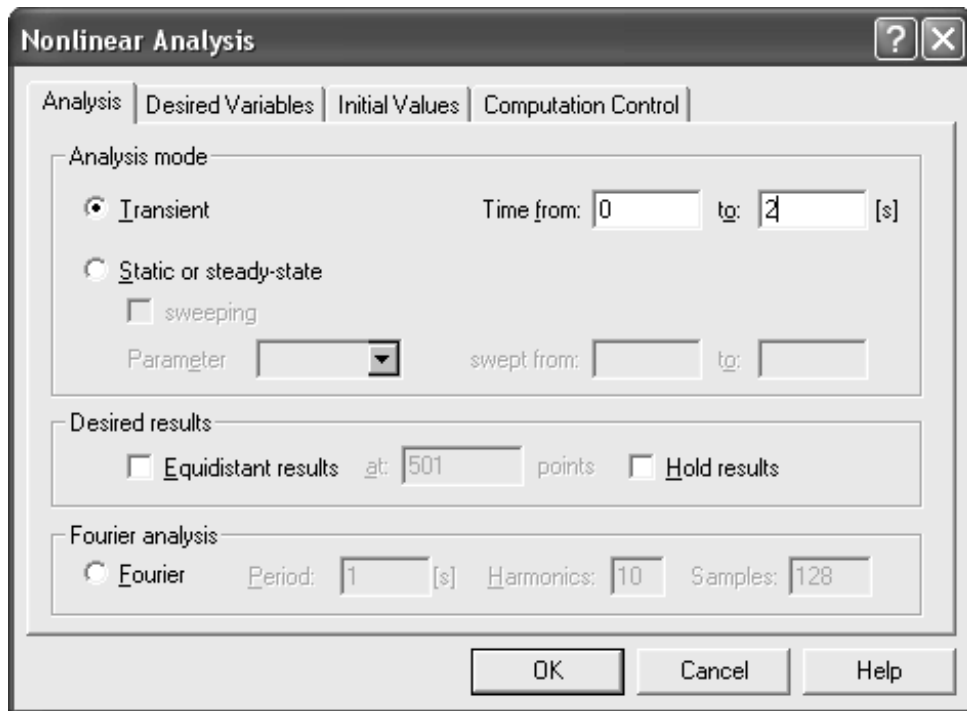 Nonlinear Analysis
Analysis Desired Variables Initial Values Computation Control
Analysis mode
Transient Time from: 0 to: 2 [s]
Static or steady-state
sweeping
Parameter swept from: to:
Desired results
Equidistant results at: 501 points Hold results
Fourier analysis
Fourier Period: 1 [s] Harmonics: 10 Samples: 128
OK Cancel Help